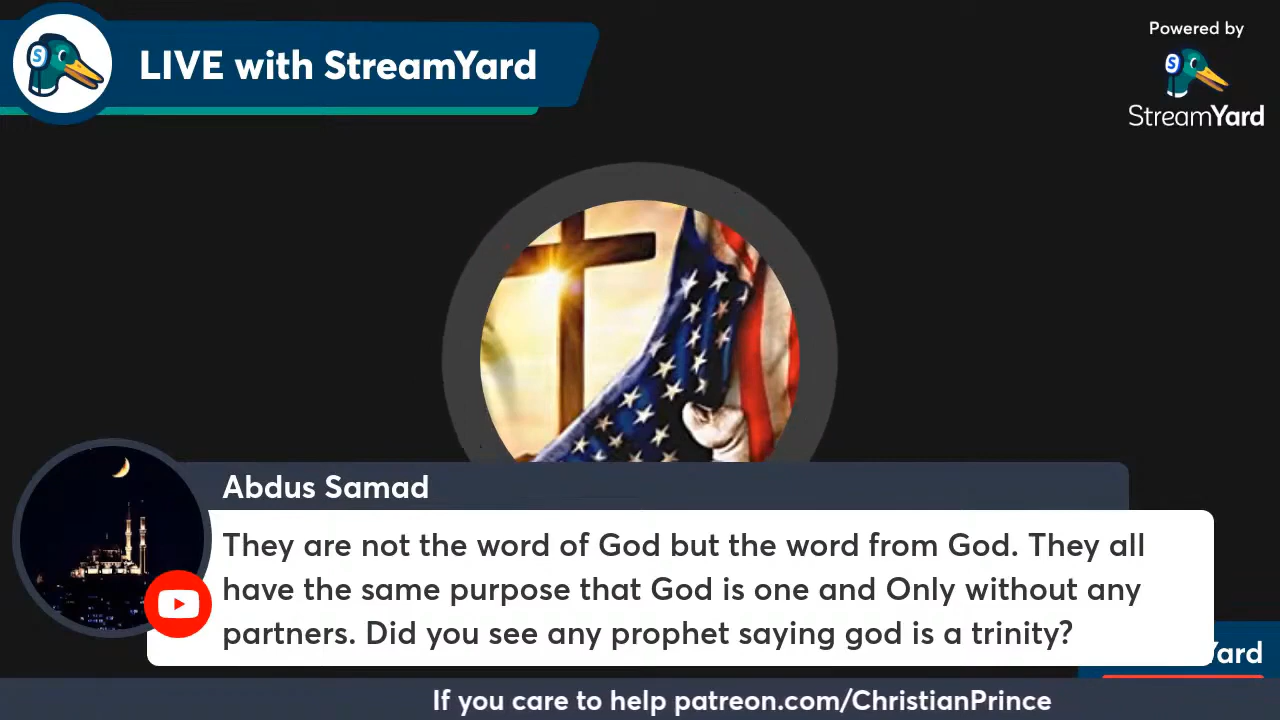 LIVE with StreamYard
Powered by
S
StreamYard
Abdus Samad
They are not the word of God but the word from God. They all
have the same purpose that God is one and Only without any
partners. Did you see any prophet saying god is a trinity?
Yard
If you care to help patreon.com/ChristianPrince